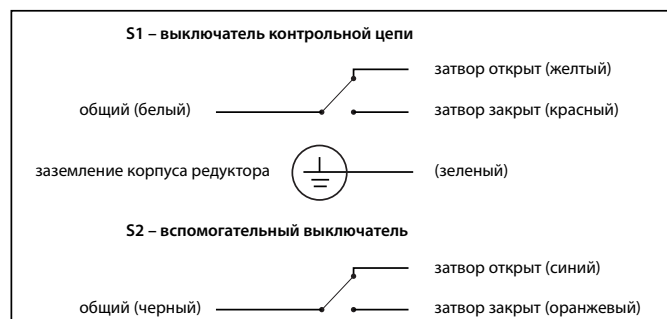 S1 – выключатель контрольной цепи
затвор открыт (желтый)
общий (белый)
затвор закрыт (красный)
заземление корпуса редуктора
(зеленый)
S2 – вспомогательный выключатель
затвор открыт (синий)
общий (черный)
затвор закрыт (оранжевый)